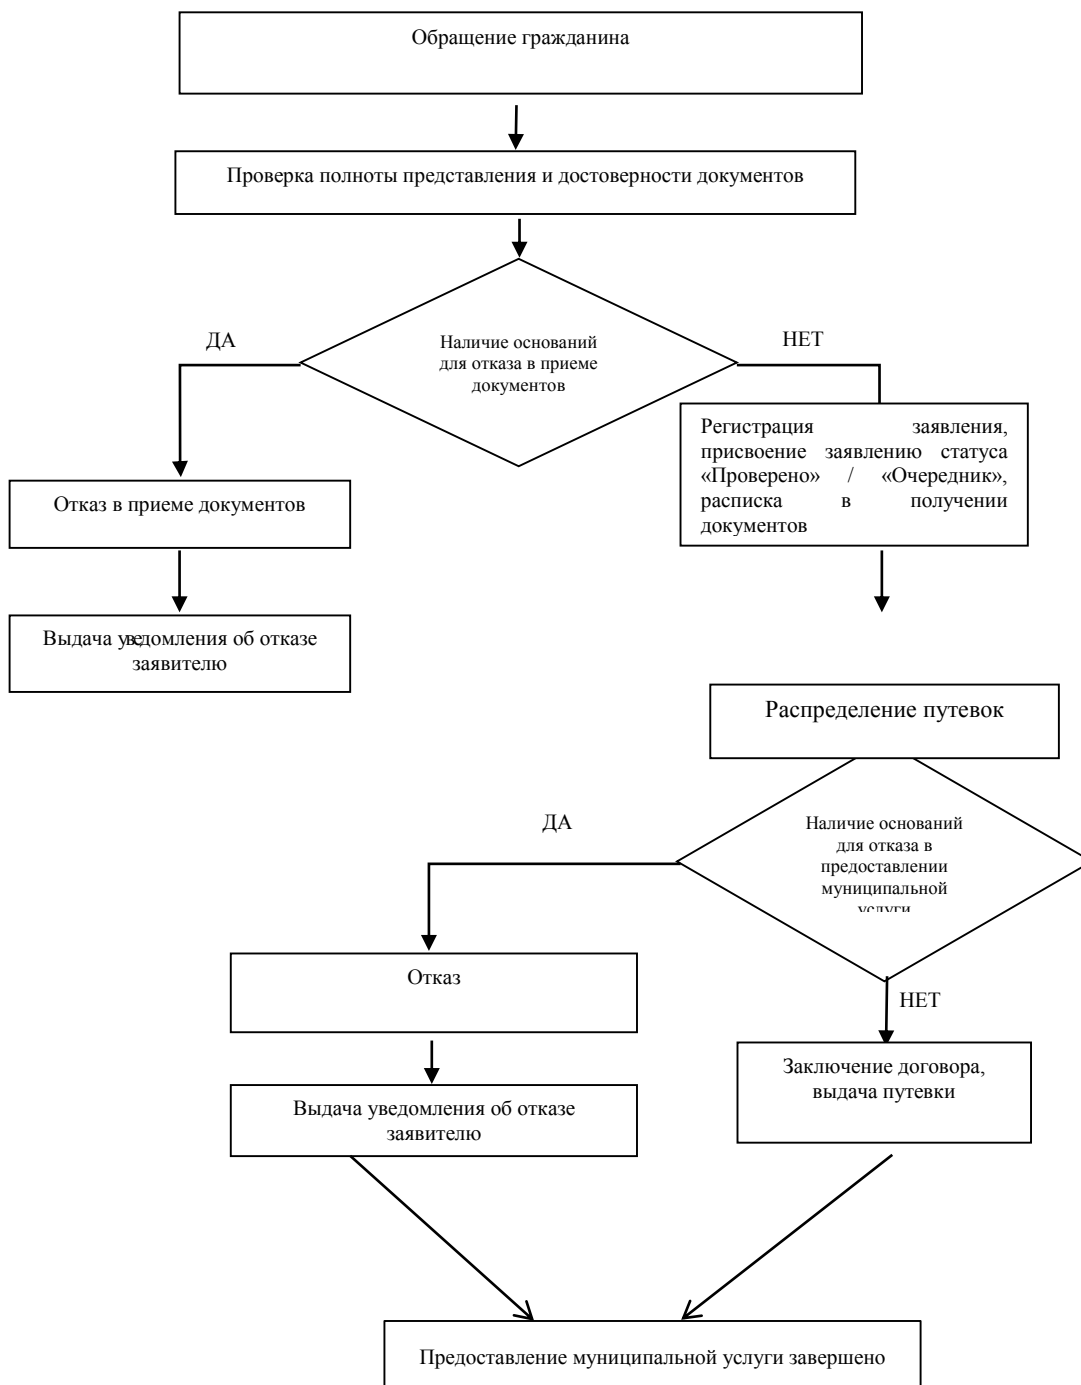 Обращение гражданина
Проверка полноты представления и достоверности документов
ДА
НЕТ
Наличие оснований
для отказа в приеме
документов
Регистрация заявления,
присвоение заявлению статуса
«Проверено» / «Очередник»,
расписка в получении
документов
Отказ в приеме документов
Выдача уведомления об отказе
заявителю
Распределение путевок
ДА
Наличие оснований
для отказа в
предоставлении
муниципальной
услуги
Отказ
НЕТ
Заключение договора,
выдача путевки
Выдача уведомления об отказе
заявителю
Предоставление муниципальной услуги завершено